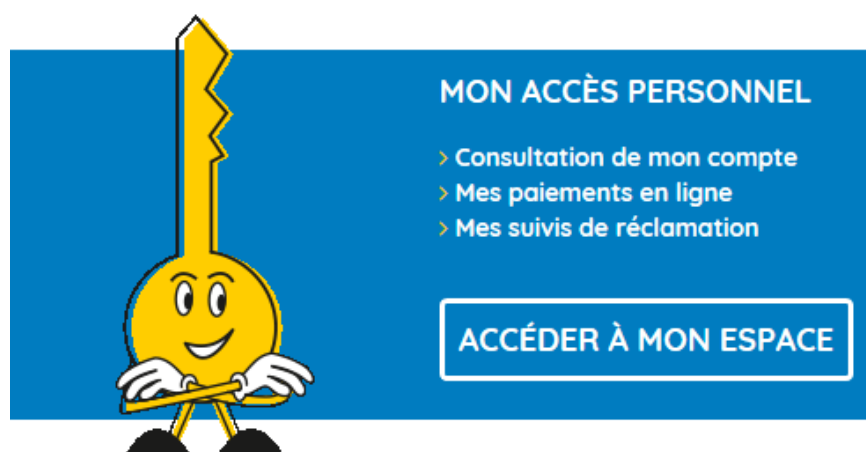 MON ACCÈS PERSONNEL
> Consultation de mon compte
> Mes paiements en ligne
> Mes suivis de réclamation
ACCÉDER À MON ESPACE